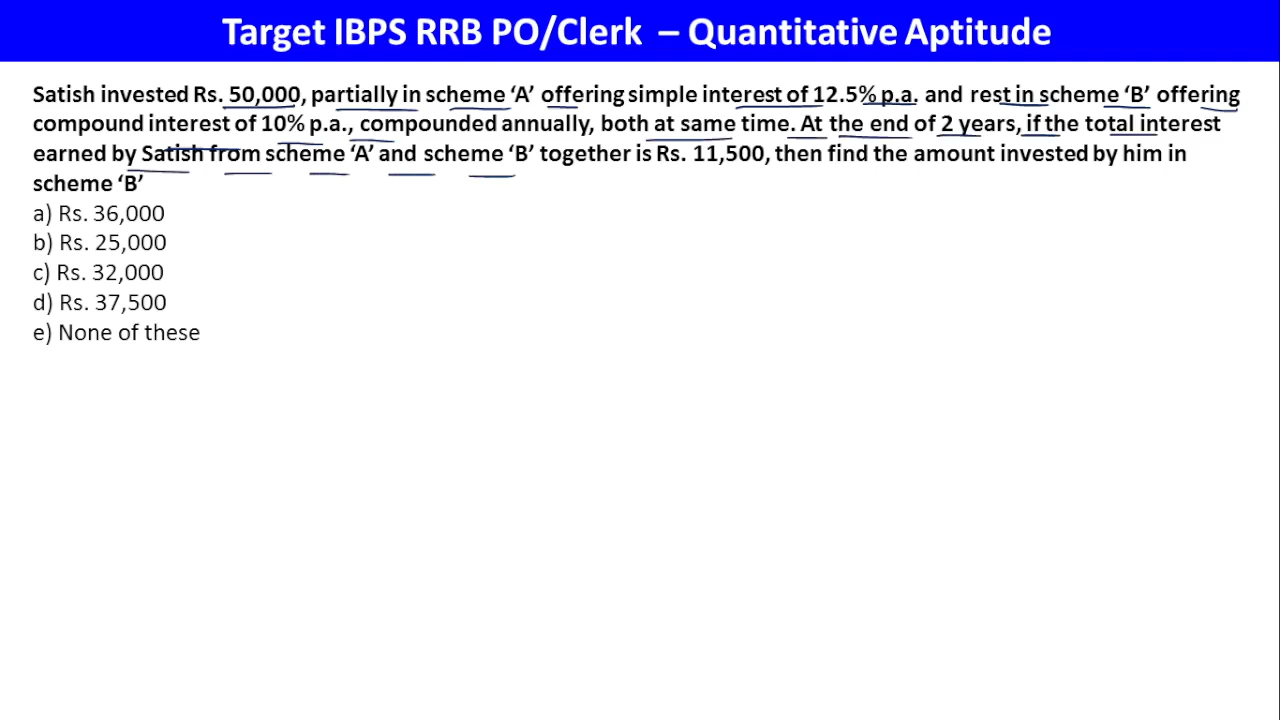 Target IBPS RRB PO/Clerk – Quantitative Aptitude
Satish invested Rs. 50,000, partially in scheme ‘A’ offering simple interest of 12.5% p.a. and rest in scheme ‘B’ offering
compound interest of 10% p.a., compounded annually, both at same time. At the end of 2 years, if the total interest
earned by Satish from scheme ‘A’ and scheme ‘B’ together is Rs. 11,500, then find the amount invested by him in
scheme ‘B’
a) Rs. 36,000
b) Rs. 25,000
c) Rs. 32,000
d) Rs. 37,500
e) None of these